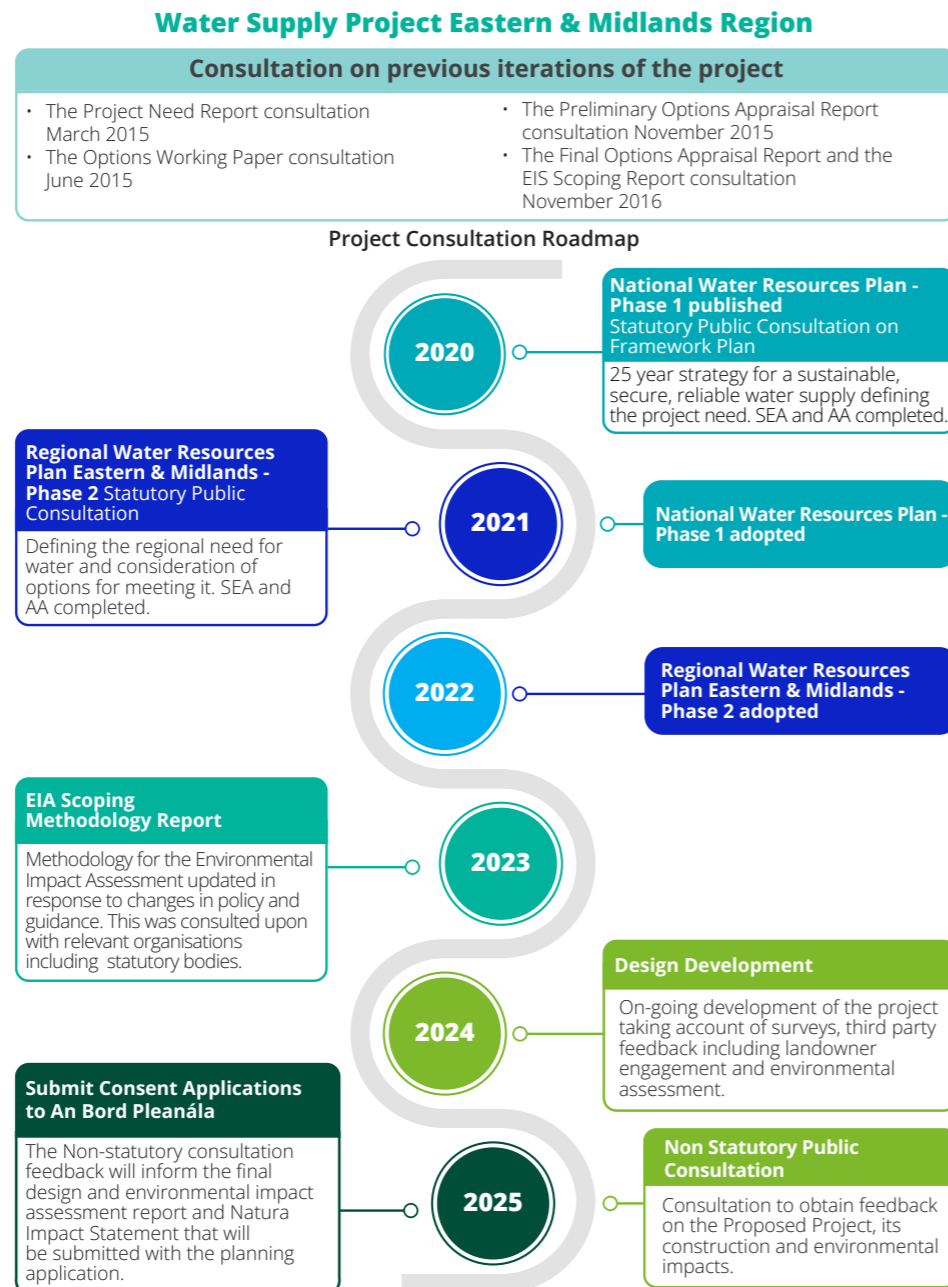 Water Supply Project Eastern & Midlands Region
Consultation on previous iterations of the project
• The Project Need Report consultation
March 2015
• The Options Working Paper consultation
June 2015
• The Preliminary Options Appraisal Report
consultation November 2015
• The Final Options Appraisal Report and the
EIS Scoping Report consultation
November 2016
Project Consultation Roadmap
2020
National Water Resources Plan -
Phase 1 published
Statutory Public Consultation on
Framework Plan
25 year strategy for a sustainable,
secure, reliable water supply defining
the project need. SEA and AA completed.
Regional Water Resources
Plan Eastern & Midlands -
Phase 2 Statutory Public
Consultation
Defining the regional need for
water and consideration of
options for meeting it. SEA and
AA completed.
2021
National Water Resources Plan -
Phase 1 adopted
2022
Regional Water Resources
Plan Eastern & Midlands -
Phase 2 adopted
EIA Scoping
Methodology Report
Methodology for the Environmental
Impact Assessment updated in
response to changes in policy and
guidance. This was consulted upon
with relevant organisations
including statutory bodies.
2023
2024
Design Development
On-going development of the project
taking account of surveys, third party
feedback including landowner
engagement and environmental
assessment.
Submit Consent Applications
to An Bord Pleanála
The Non-statutory consultation
feedback will inform the final
design and environmental impact
assessment report and Natura
Impact Statement that will
be submitted with the planning
application.
2025
Non Statutory Public
Consultation
Consultation to obtain feedback
on the Proposed Project, its
construction and environmental
impacts.